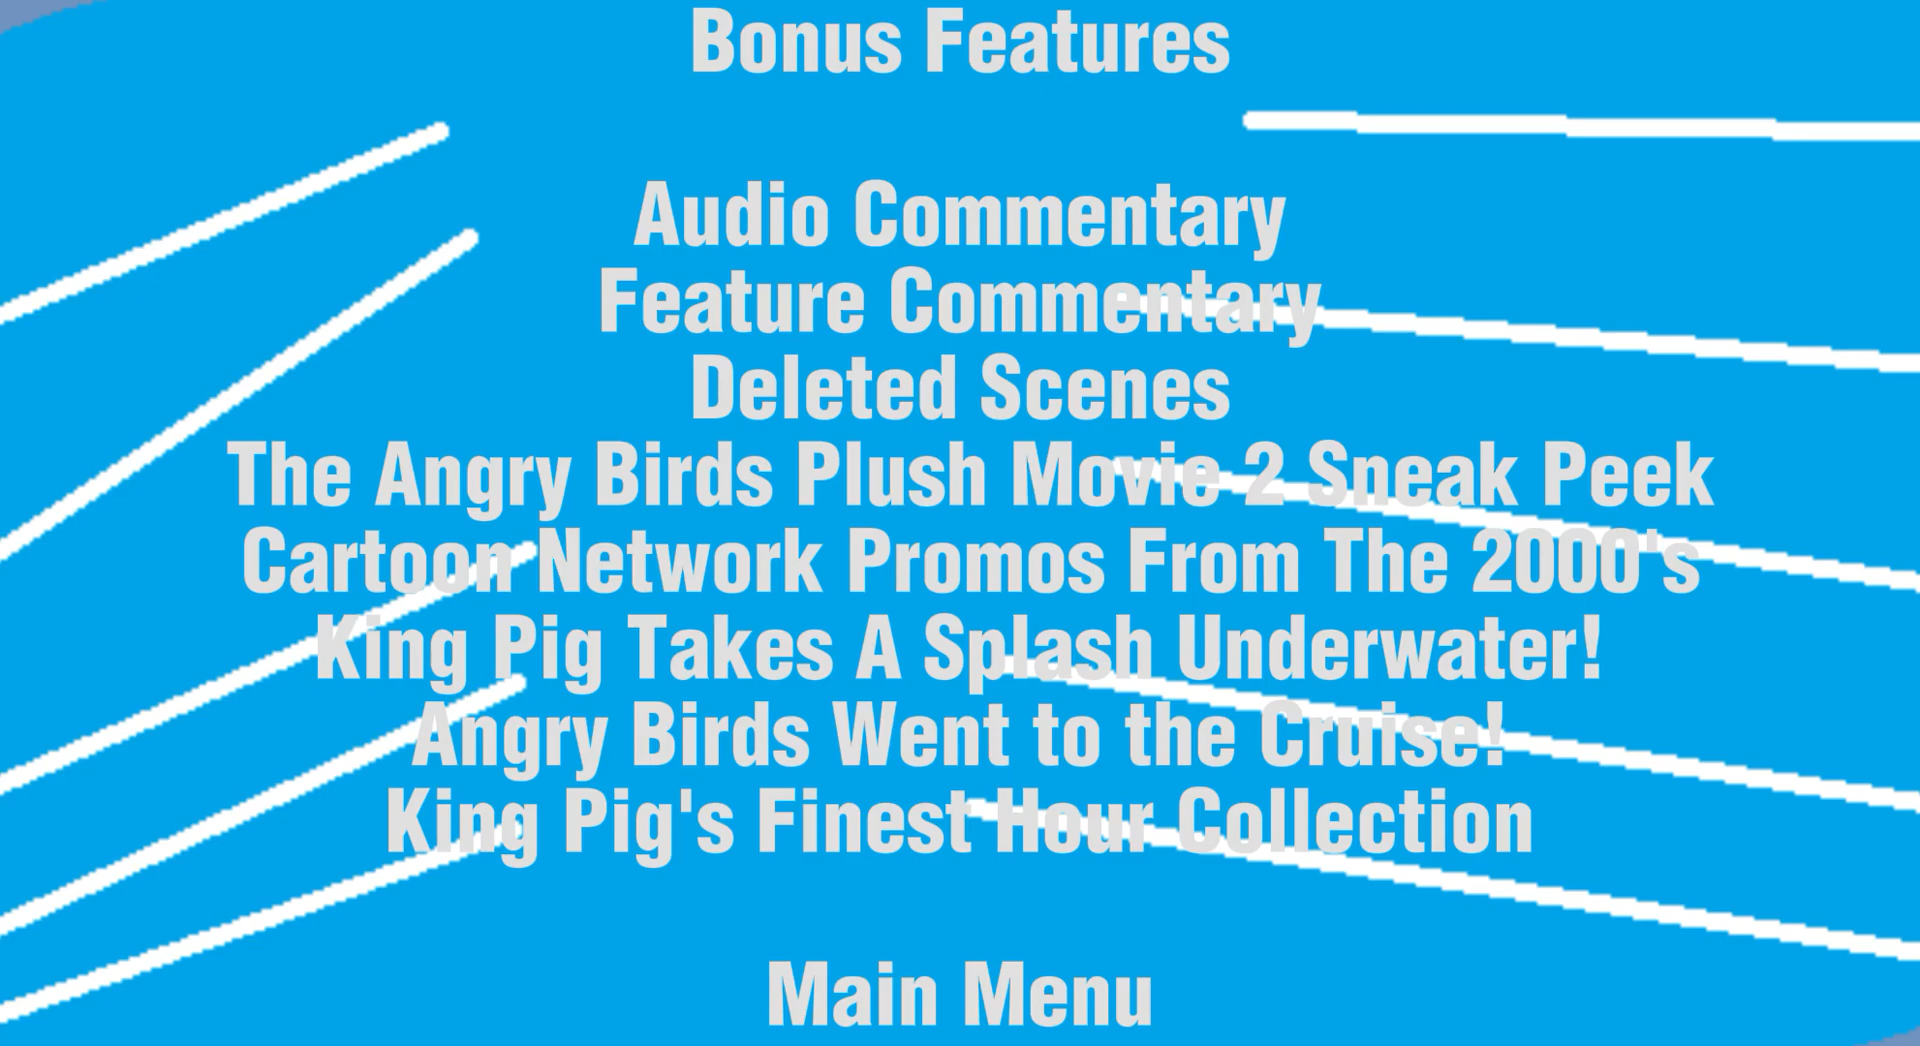 Bonus Features
Audio Commentary
Feature Commentary
Deleted Scenes
The Angry Birds Plush Movie 2 Sneak Peek
Cartoon Network Promos From The 2000's
King Pig Takes A Splash Underwater!
Angry Birds Went to the Cruise!
King Pig's Finest Hour Collection
Main Menu